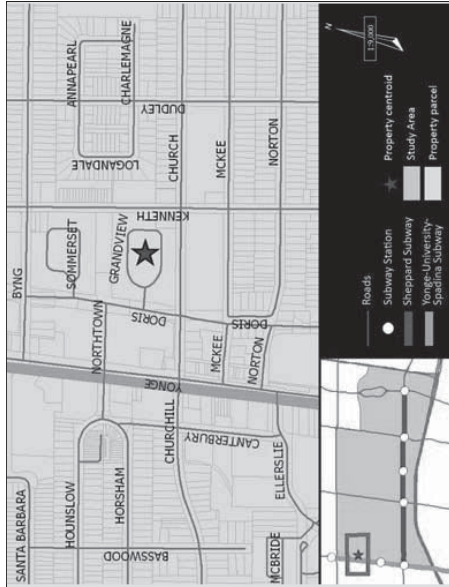 ANNAPEARL
CHARLEMAGNE
DUDLEY
LOGANDALE
CHURCH
MCKEE
NORTON
KENNETH
BYNG
SOMMERSET
GRANDVIEW
NORTHTOWN
DORIS
DORIS
MCKEE
NORTON
YONGE
CHURCHILL
CANTERBURY
ELLERSLIE
SANTA BARBARA
HOUNSLOW
HORSHAM
BASSWOOD
MCBRIDE
N
1:9,000
Roads
Subway Station
Sheppard Subway
Yonge-University-
Spadina Subway
Property centroid
Study Area
Property parcel